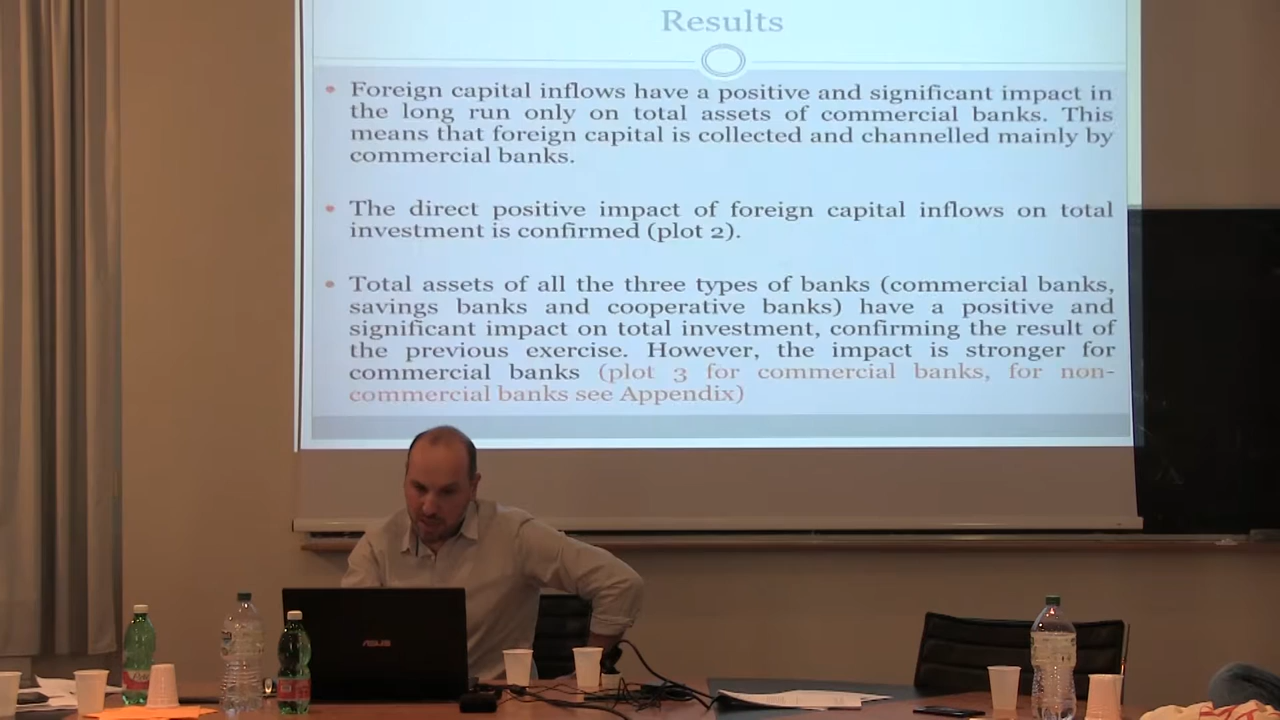 Results
Foreign capital inflows have a positive and significant impact in
the long run only on total assets of commercial banks. This
means that foreign capital is collected and channelled mainly by
commercial banks.
The direct positive impact of foreign capital inflows on total
investment is confirmed (plot 2).
Total assets of all the three types of banks (commercial banks,
savings banks and cooperative banks) have a positive and
significant impact on total investment, confirming the result of
the previous exercise. However, the impact is stronger for
commercial banks (plot 3 for commercial banks, for non-
commercial banks see Appendix)
ASUS